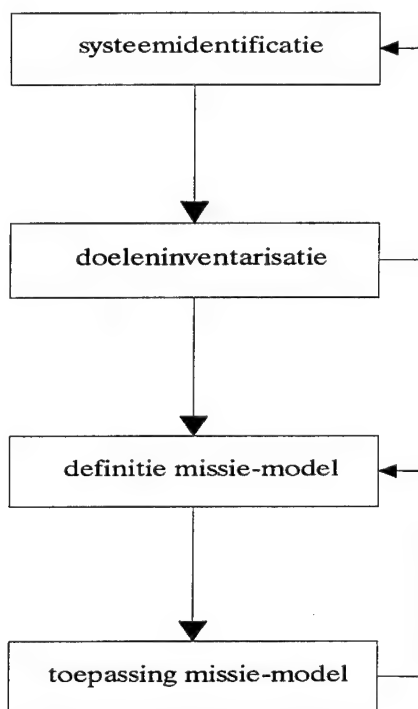 systeemidentificatie
doeleninventarisatie
definitie missie-model
toepassing missie-model